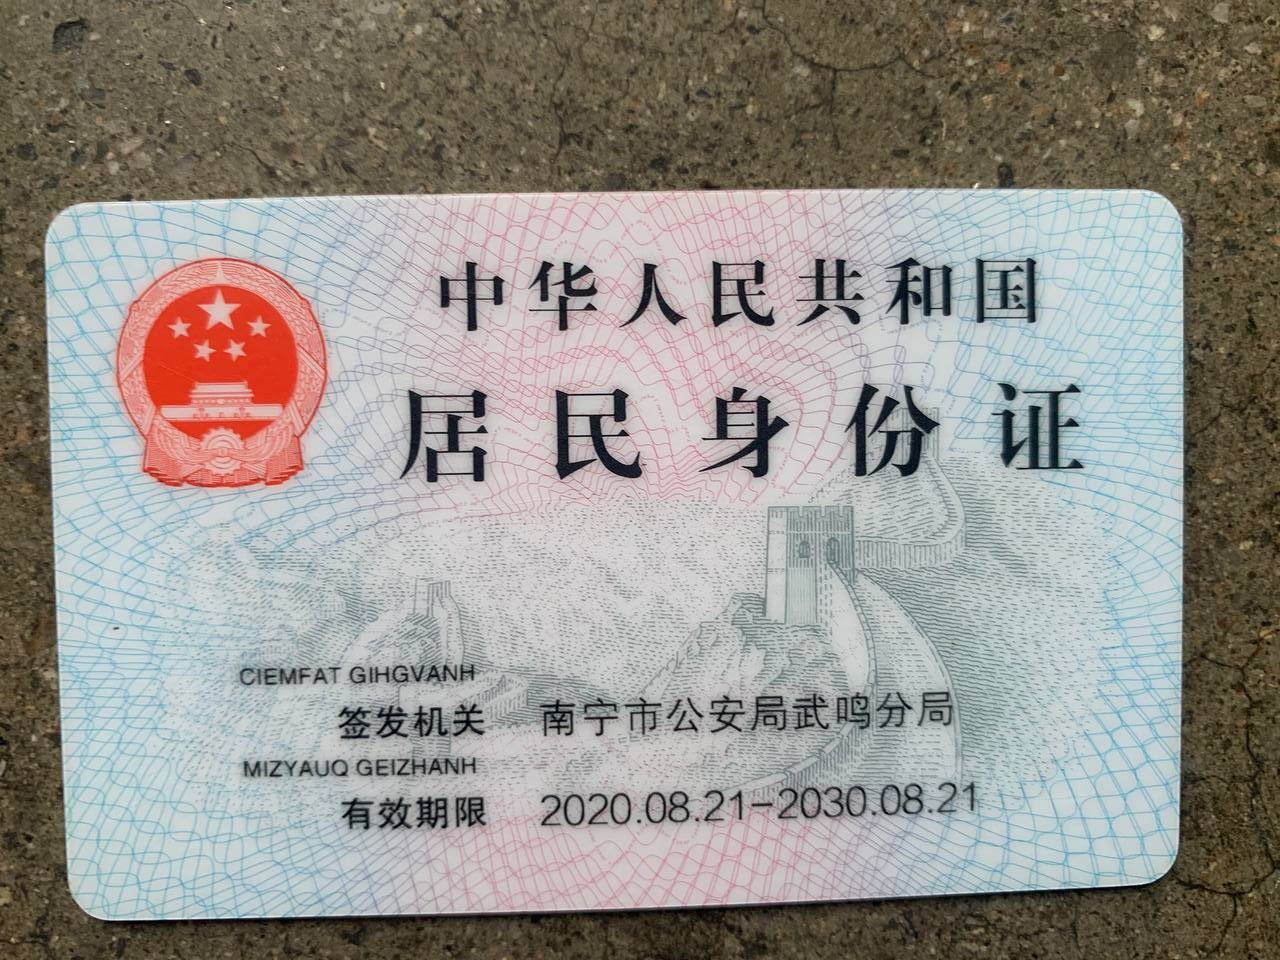 中华人民共和国
居民身份证
CIEMFAT GIHGVANH
签发机关 南宁市公安局武鸣分局
MIZYAUQ GEIZHANH
有效期限 2020.08.21-2030.08.21